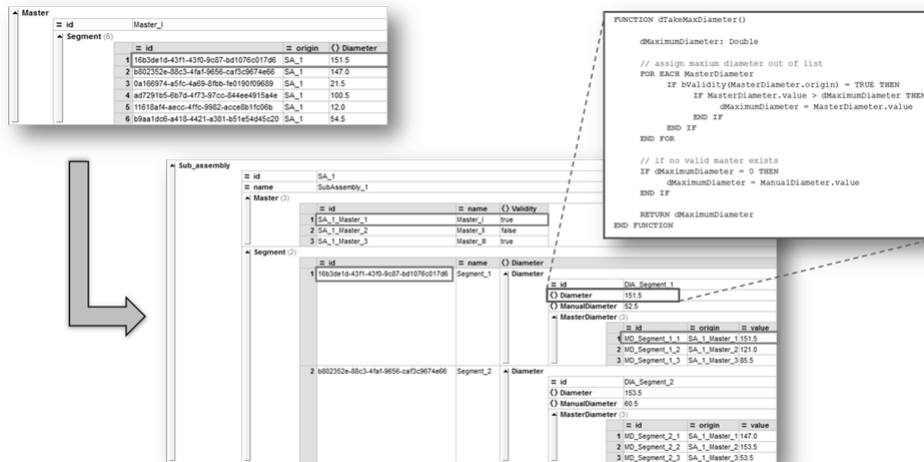 Master
= id Master_I
Segment (6)
= id = origin {} Diameter
1 16b3de1d-43f1-43f0-9c87-bd1076c017d6 SA_1 151.5
2 b802352e-88c3-4faf-9656-caf3c9674e66 SA_1 147.0
3 0a166974-a5fc-4a69-8fbb-fe0190f09689 SA_1 21.5
4 ad7291b5-6b7d-4f73-97cc-844ee4915a4e SA_1 100.5
5 11618af4-aecc-4ffc-9982-acce8b1fc06b SA_1 12.0
6 b9aa1dc6-a418-4421-a381-b51e54d45c20 SA_1 54.5
FUNCTION dTakeMaxDiameter()
dMaximumDiameter: Double
// assign maxium diameter out of list
FOR EACH MasterDiameter
IF bValidity(MasterDiameter.origin) = TRUE THEN
IF MasterDiameter.value > dMaximumDiameter THEN
dMaximumDiameter = MasterDiameter.value
END IF
END IF
END FOR
// if no valid master exists
IF dMaximumDiameter = 0 THEN
dMaximumDiameter = ManualDiameter.value
END IF
RETURN dMaximumDiameter
END FUNCTION
Sub_assembly
= id SA_1
= name SubAssembly_1
Master (3)
= id = name {} Validity
1 SA_1_Master_1 Master_I true
2 SA_1_Master_2 Master_II false
3 SA_1_Master_3 Master_III true
Segment (2)
= id = name {} Diameter
1 16b3de1d-43f1-43f0-9c87-bd1076c017d6 Segment_1 Diameter
= id DIA_Segment_1
{} Diameter 151.5
{} ManualDiameter 52.5
MasterDiameter (3)
= id = origin = value
1 MD_Segment_1_1 SA_1_Master_1 151.5
2 MD_Segment_1_2 SA_1_Master_2 121.0
3 MD_Segment_1_3 SA_1_Master_3 85.5
2 b802352e-88c3-4faf-9656-caf3c9674e66 Segment_2 Diameter
= id DIA_Segment_2
{} Diameter 153.5
{} ManualDiameter 60.5
MasterDiameter (3)
= id = origin = value
1 MD_Segment_2_1 SA_1_Master_1 147.0
2 MD_Segment_2_2 SA_1_Master_2 153.5
3 MD_Segment_2_3 SA_1_Master_3 53.5